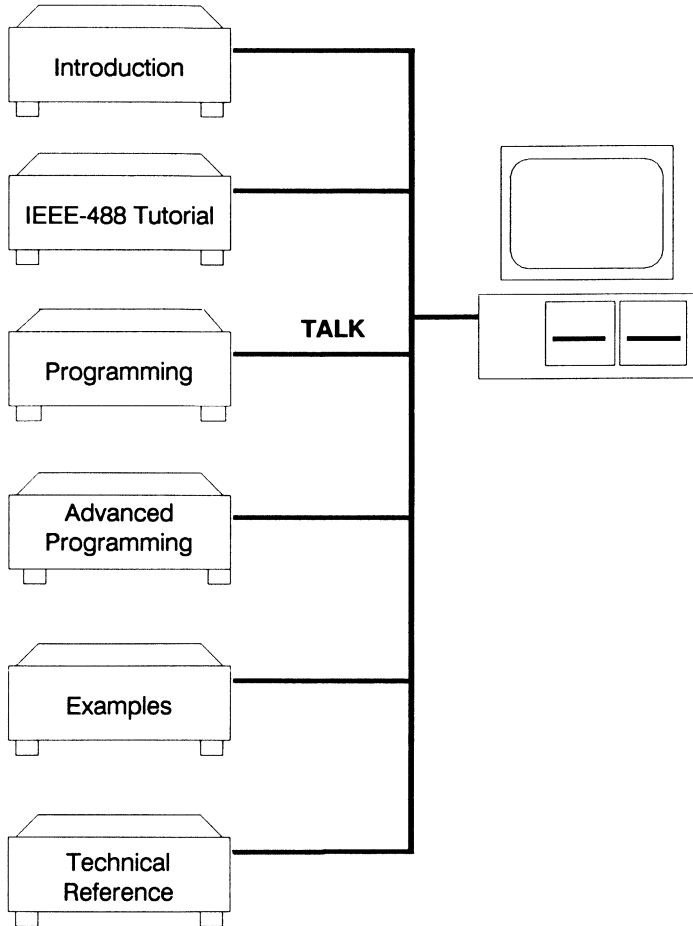 Introduction
IEEE-488 Tutorial
TALK
Programming
Advanced
Programming
Examples
Technical
Reference